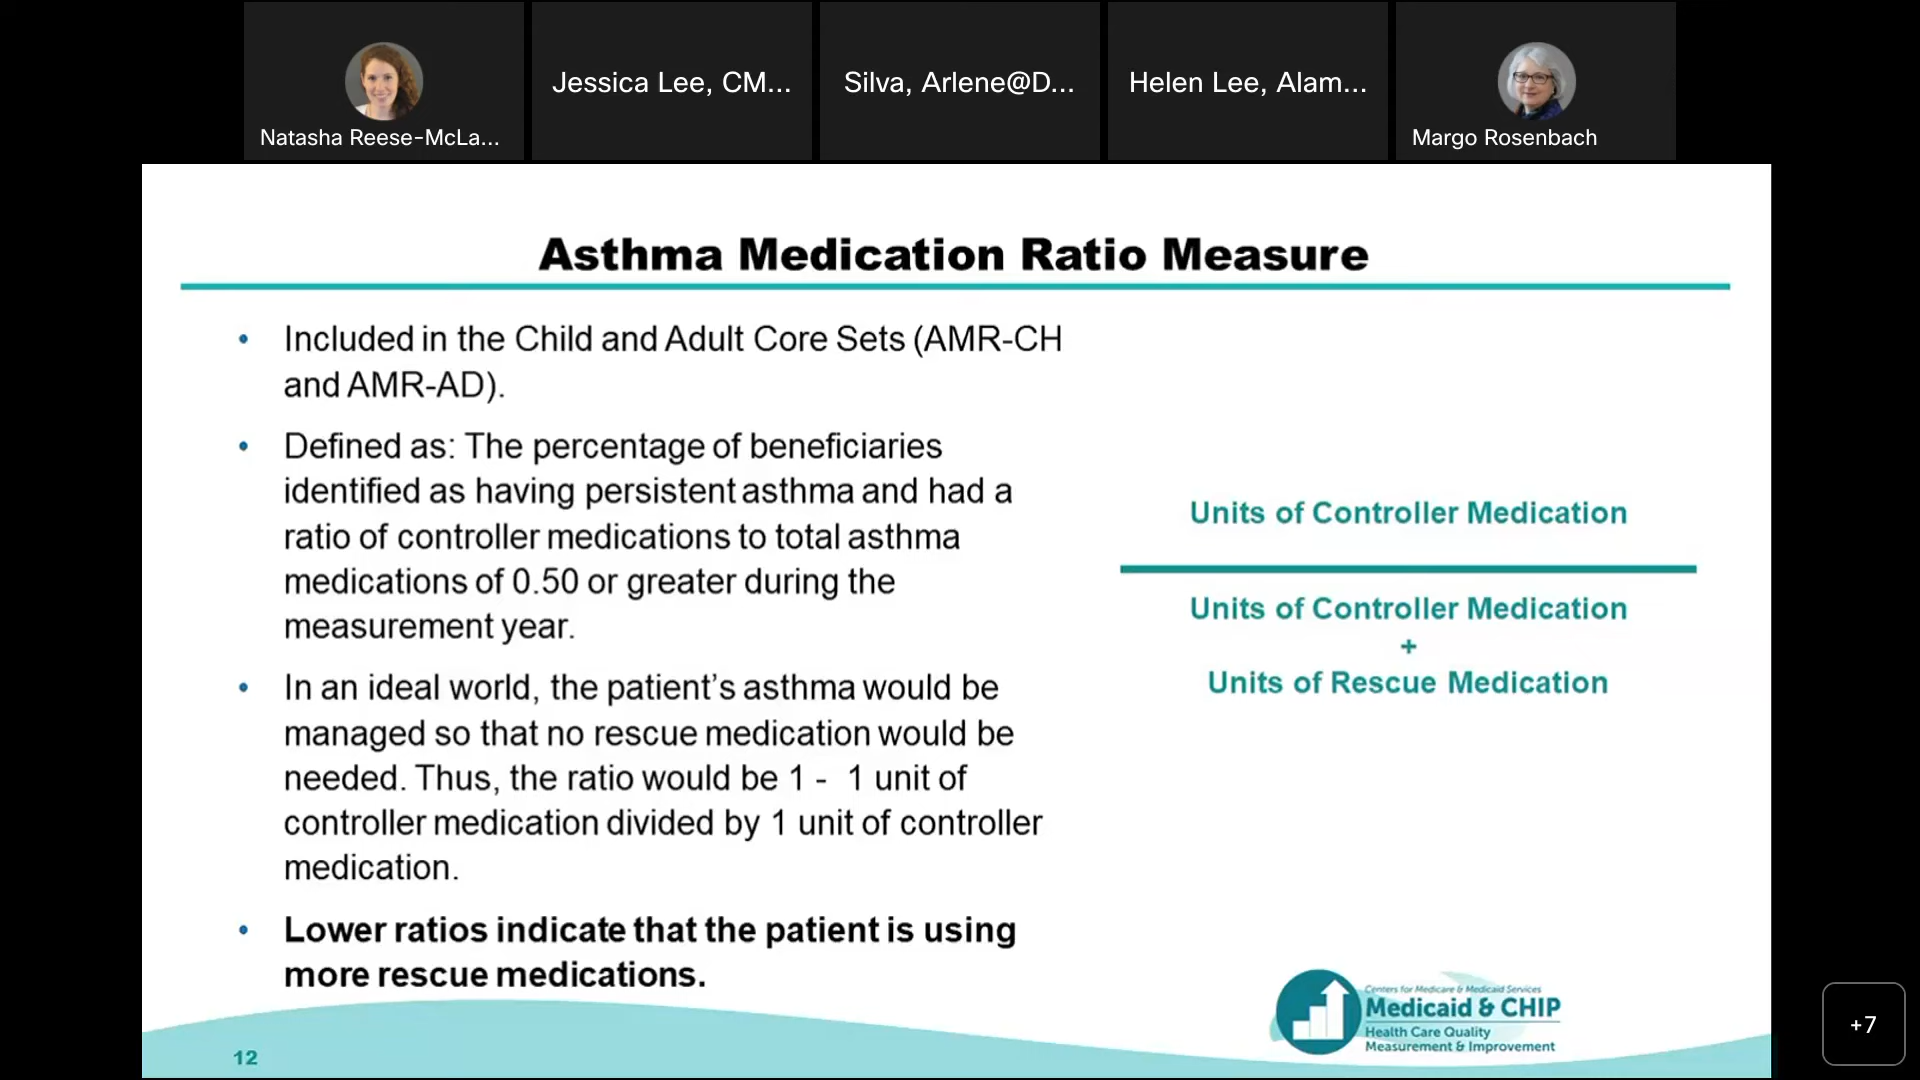 Natasha Reese-McLa...
Jessica Lee, CM...
Silva, Arlene@D...
Helen Lee, Alam...
Margo Rosenbach
Asthma Medication Ratio Measure
• Included in the Child and Adult Core Sets (AMR-CH
and AMR-AD).
• Defined as: The percentage of beneficiaries
identified as having persistent asthma and had a
ratio of controller medications to total asthma
medications of 0.50 or greater during the
measurement year.
• In an ideal world, the patient’s asthma would be
managed so that no rescue medication would be
needed. Thus, the ratio would be 1 - 1 unit of
controller medication divided by 1 unit of controller
medication.
• Lower ratios indicate that the patient is using
more rescue medications.
Units of Controller Medication
Units of Controller Medication
+
Units of Rescue Medication
Centers for Medicare & Medicaid Services
Medicaid & CHIP
Health Care Quality
Measurement & Improvement
12
+7